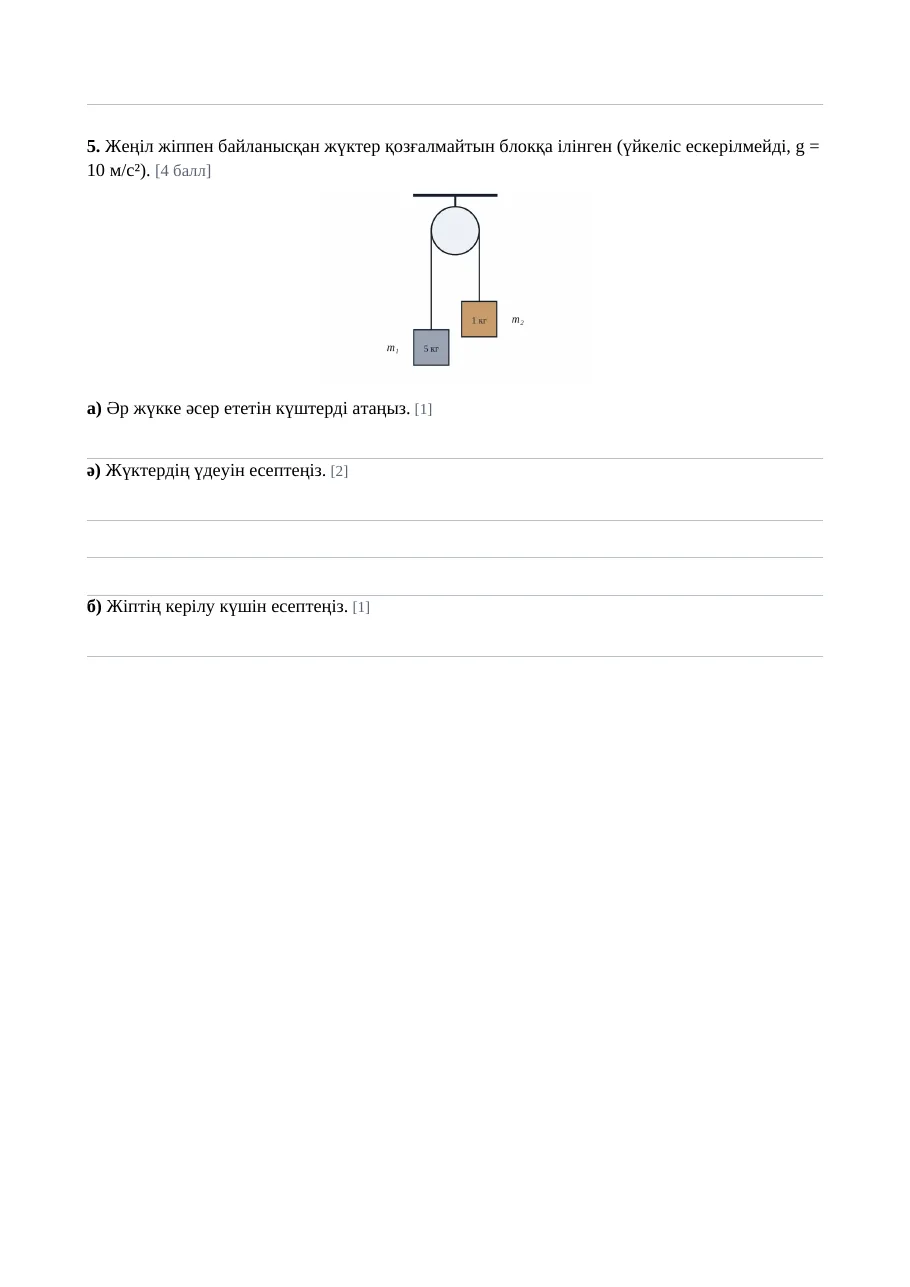 5. Жеңіл жіппен байланысқан жүктер қозғалмайтын блокқа ілінген (үйкеліс ескерілмейді, g =
10 м/с²). [4 балл]
1 кг
m₂
m₁
5 кг
а) Әр жүкке әсер ететін күштерді атаңыз. [1]
ә) Жүктердің үдеуін есептеңіз. [2]
б) Жіптің керілу күшін есептеңіз. [1]